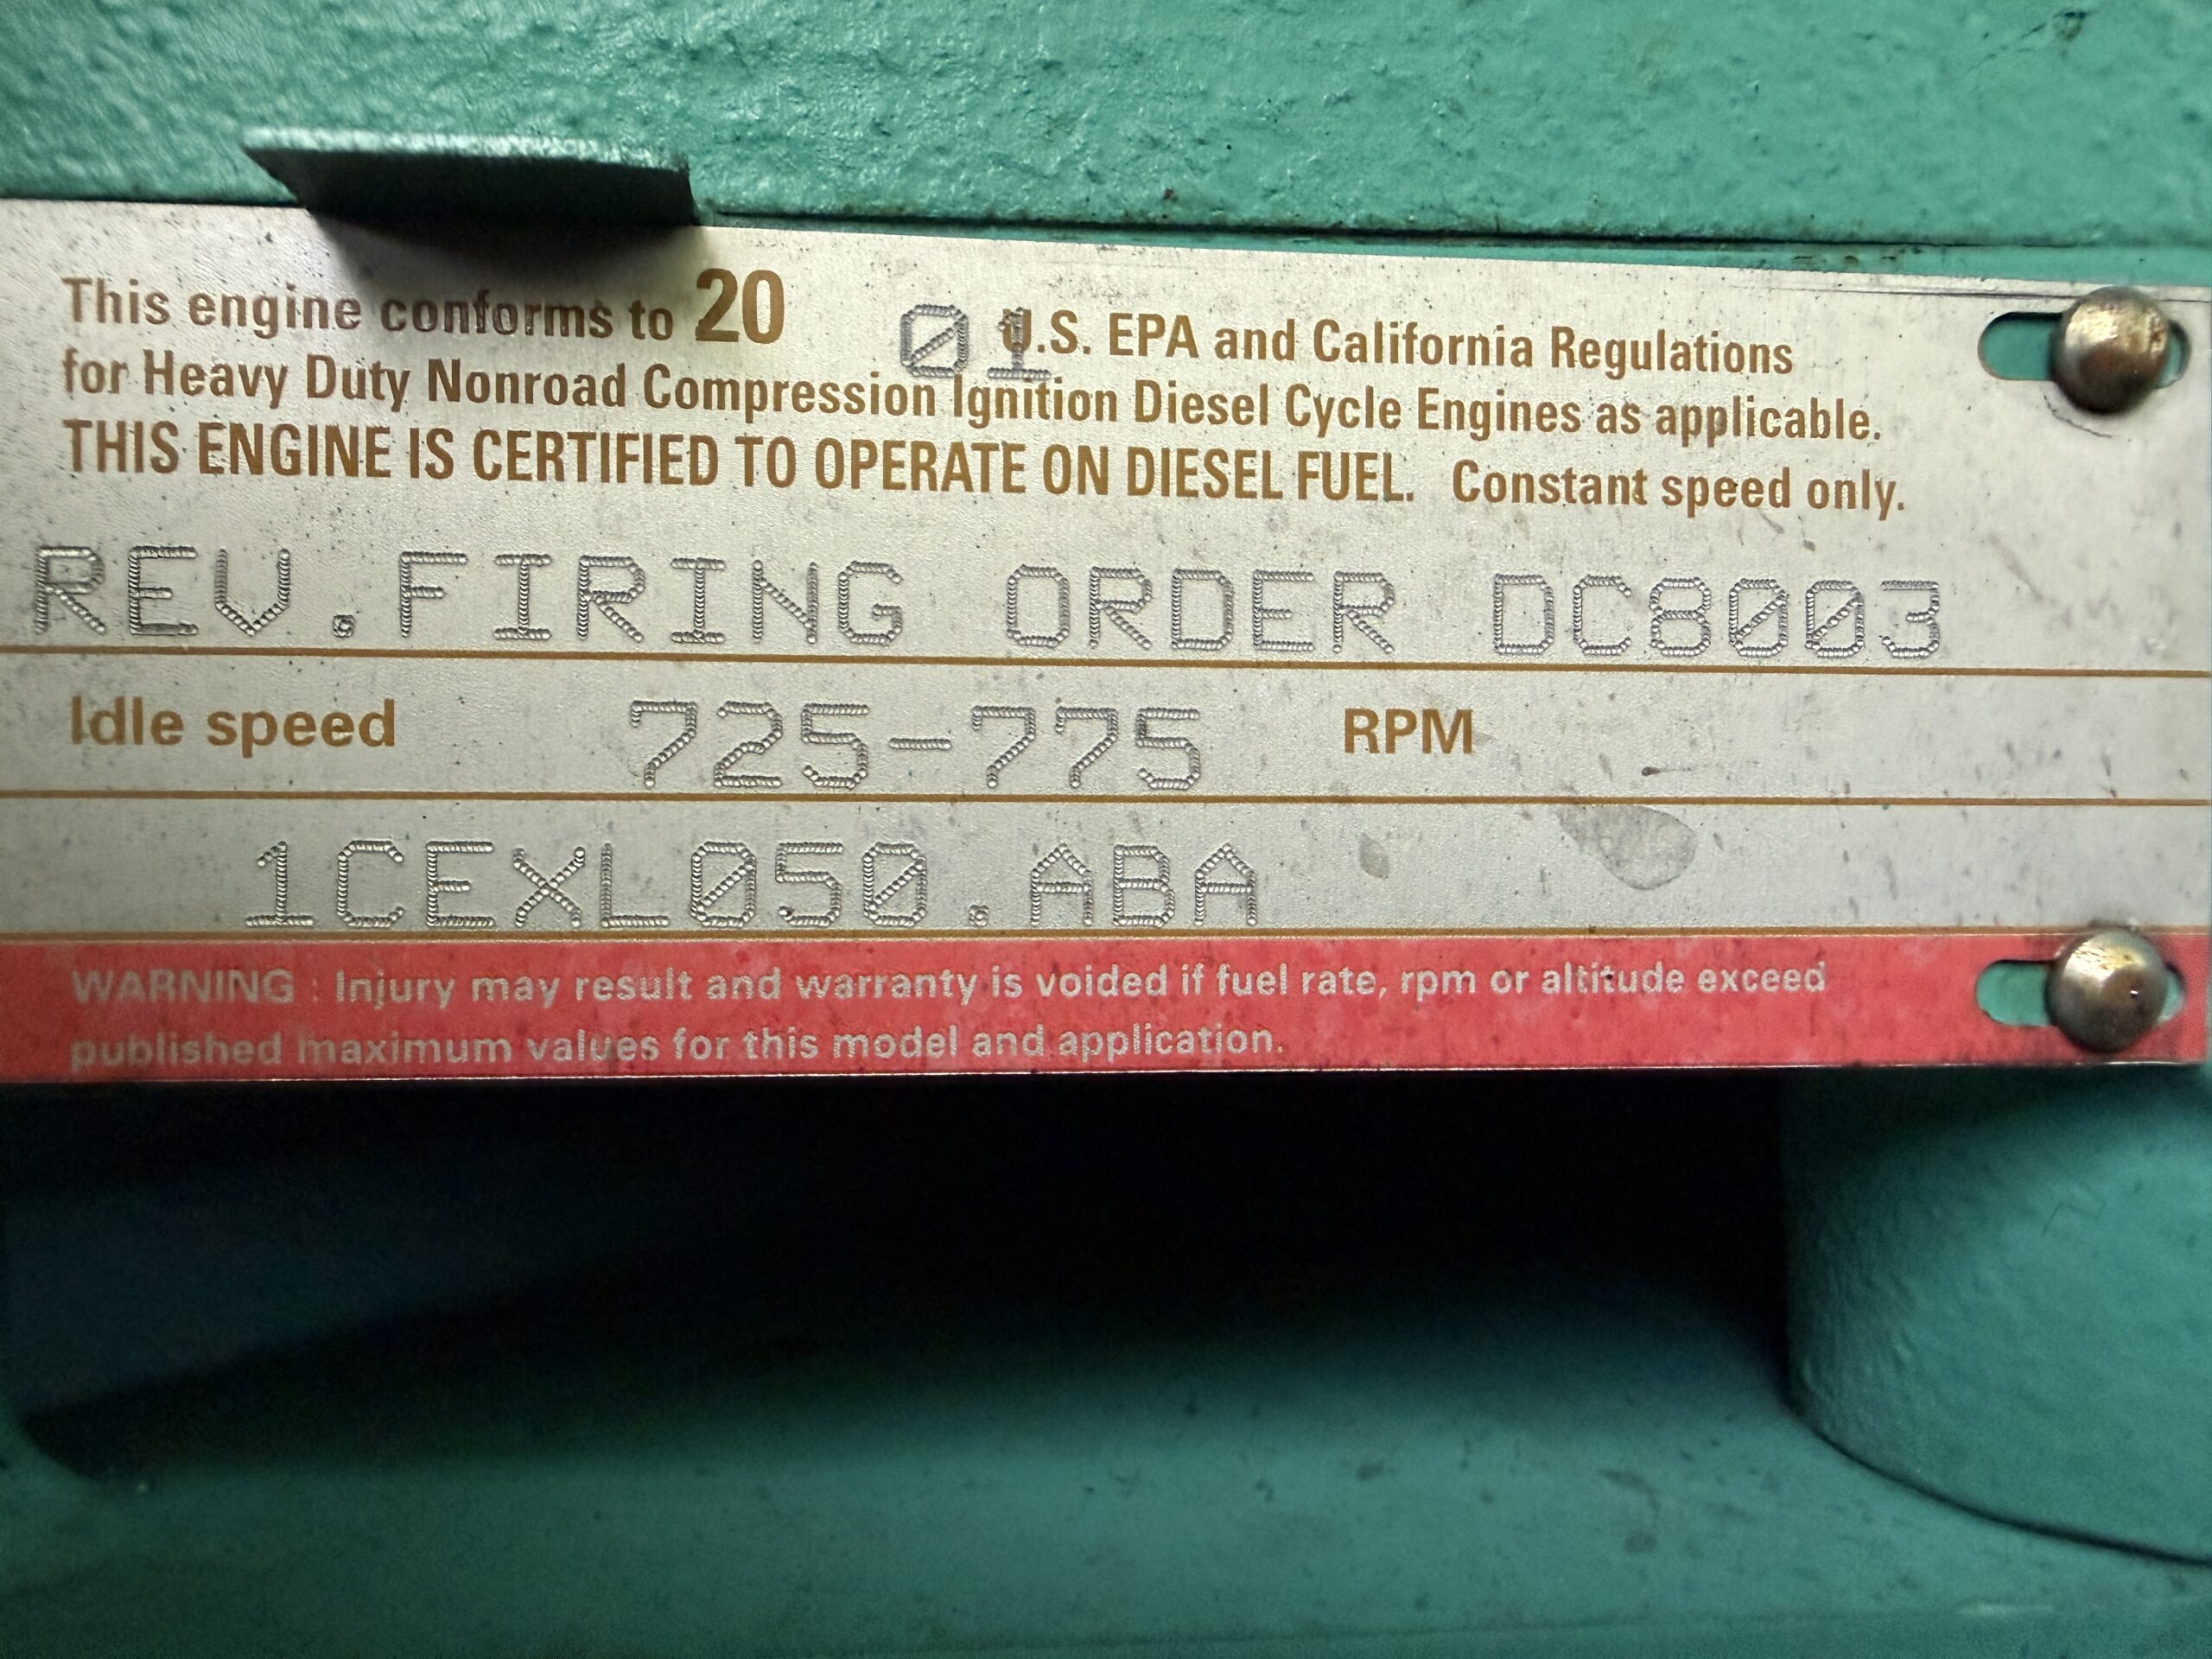 This engine conforms to 20 01 U.S. EPA and California Regulations
for Heavy Duty Nonroad Compression Ignition Diesel Cycle Engines as applicable.
THIS ENGINE IS CERTIFIED TO OPERATE ON DIESEL FUEL. Constant speed only.
REV.FIRING ORDER DC8003
Idle speed 725-775 RPM
1CEXL050.ABA
WARNING : Injury may result and warranty is voided if fuel rate, rpm or altitude exceed
published maximum values for this model and application.